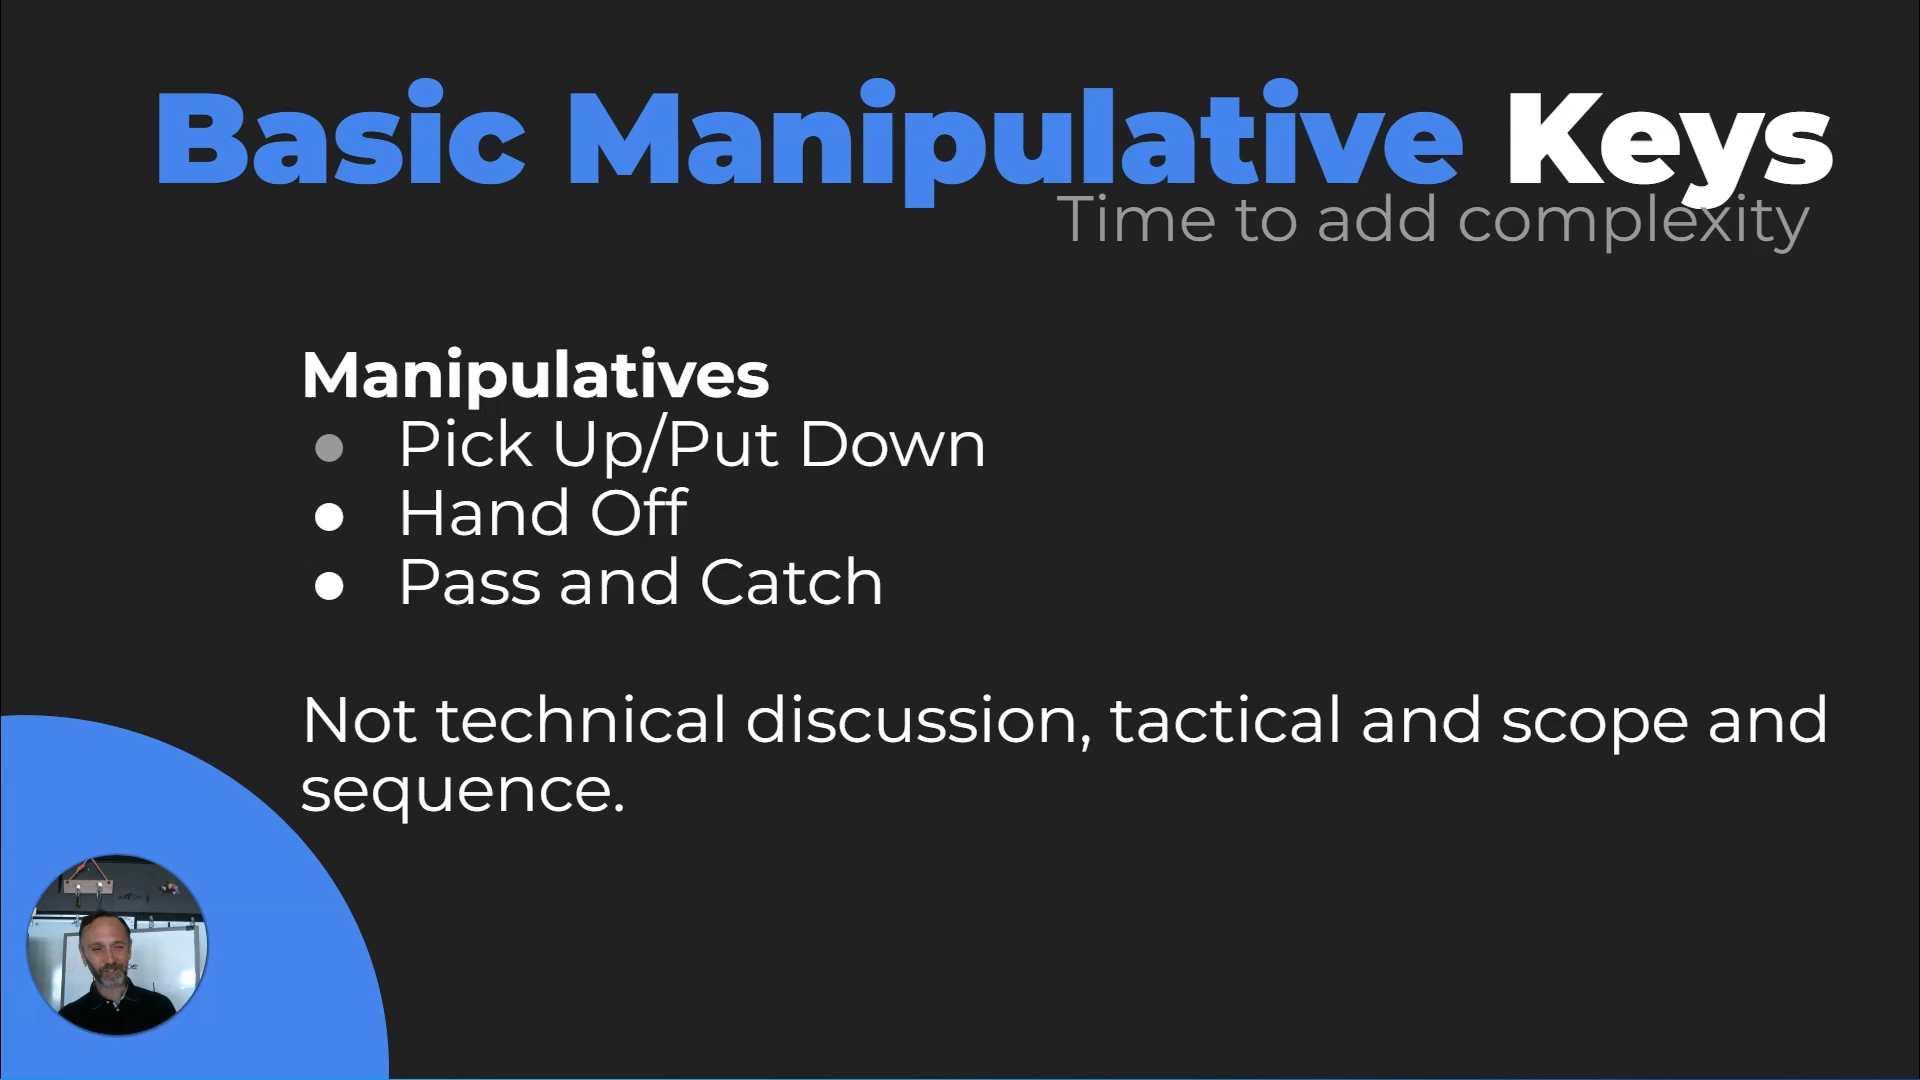 Basic Manipulative Keys
Time to add complexity
Manipulatives
● Pick Up/Put Down
● Hand Off
● Pass and Catch
Not technical discussion, tactical and scope and
sequence.